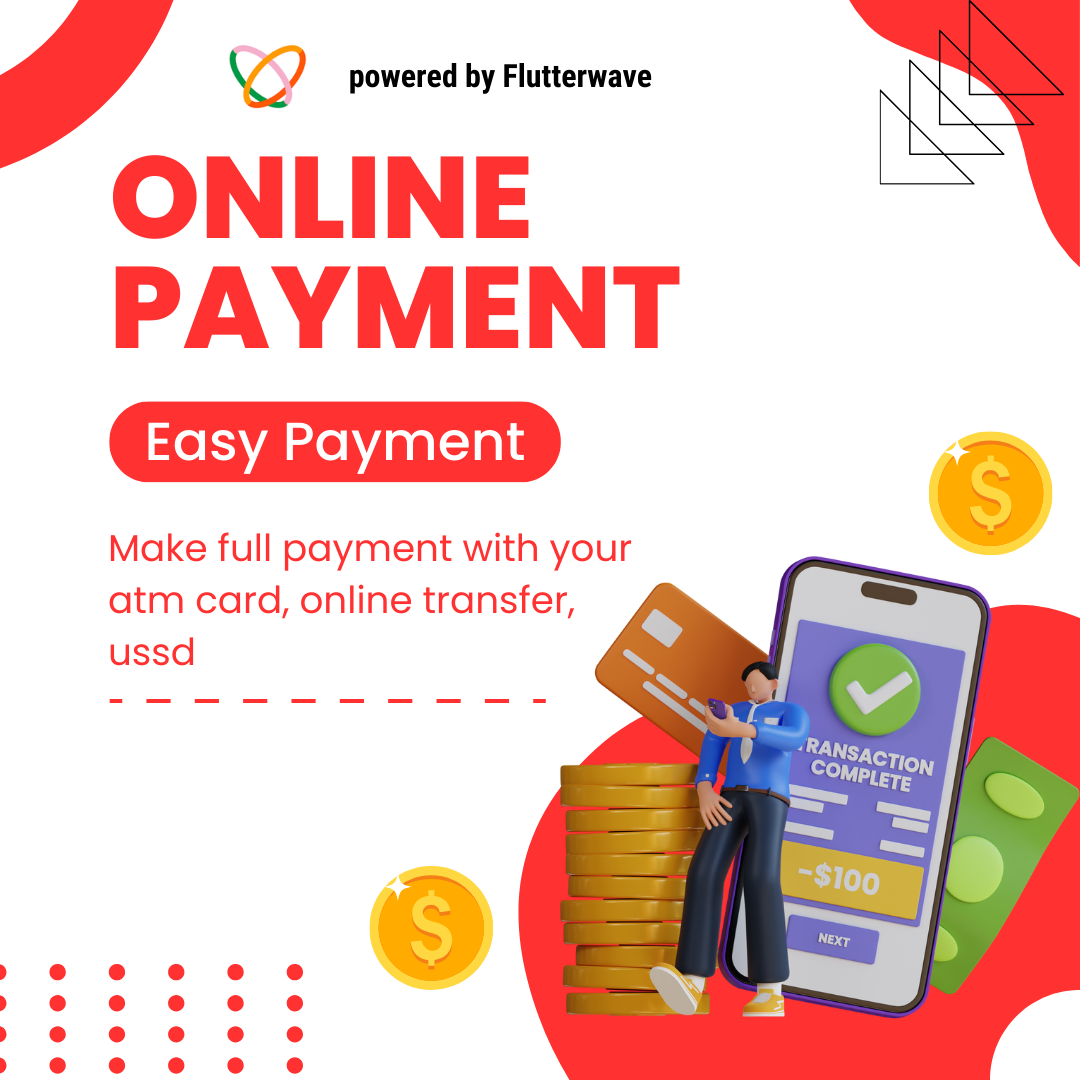 powered by Flutterwave
ONLINE
PAYMENT
Easy Payment
Make full payment with your
atm card, online transfer,
ussd
$
TRANSACTION
COMPLETE
-$100
NEXT
$